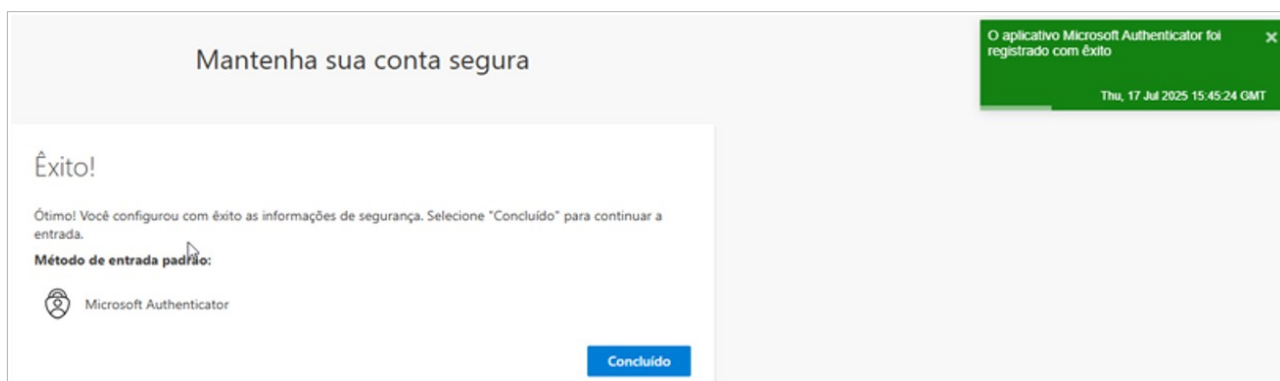 Mantenha sua conta segura
O aplicativo Microsoft Authenticator foi
registrado com êxito
Thu, 17 Jul 2025 15:45:24 GMT
Êxito!
Ótimo! Você configurou com êxito as informações de segurança. Selecione "Concluído" para continuar a
entrada.
Método de entrada padrão:
Microsoft Authenticator
Concluído